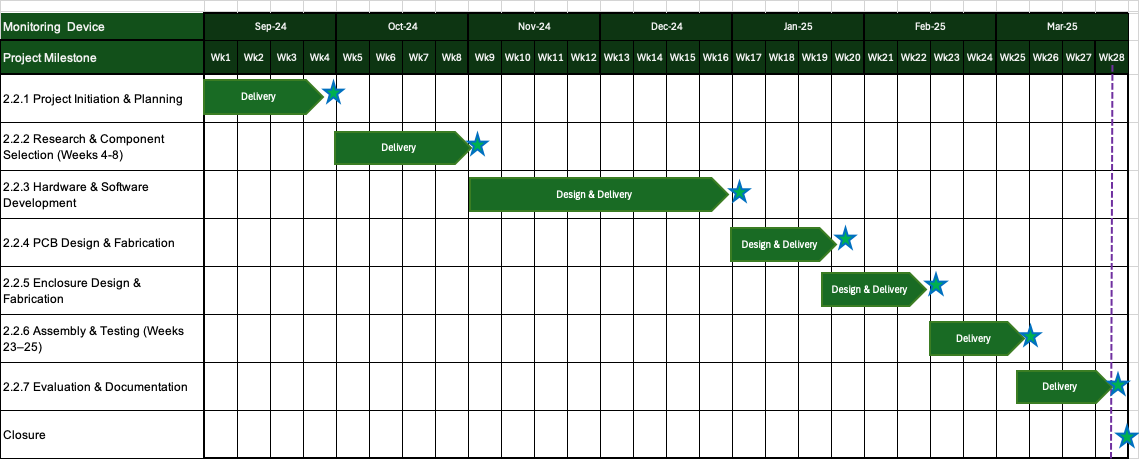 Monitoring  Device
Sep-24 Oct-24 Nov-24 Dec-24 Jan-25 Feb-25 Mar-25
Project Milestone
Wk1 Wk2 Wk3 Wk4 Wk5 Wk6 Wk7 Wk8 Wk9 Wk10 Wk11 Wk12 Wk13 Wk14 Wk15 Wk16 Wk17 Wk18 Wk19 Wk20 Wk21 Wk22 Wk23 Wk24 Wk25 Wk26 Wk27 Wk28
2.2.1 Project Initiation & Planning
Delivery
2.2.2 Research & Component
Selection (Weeks 4-8)
Delivery
2.2.3 Hardware & Software
Development
Design & Delivery
2.2.4 PCB Design & Fabrication
Design & Delivery
2.2.5 Enclosure Design &
Fabrication
Design & Delivery
2.2.6 Assembly & Testing (Weeks
23–25)
Delivery
2.2.7 Evaluation & Documentation
Delivery
Closure